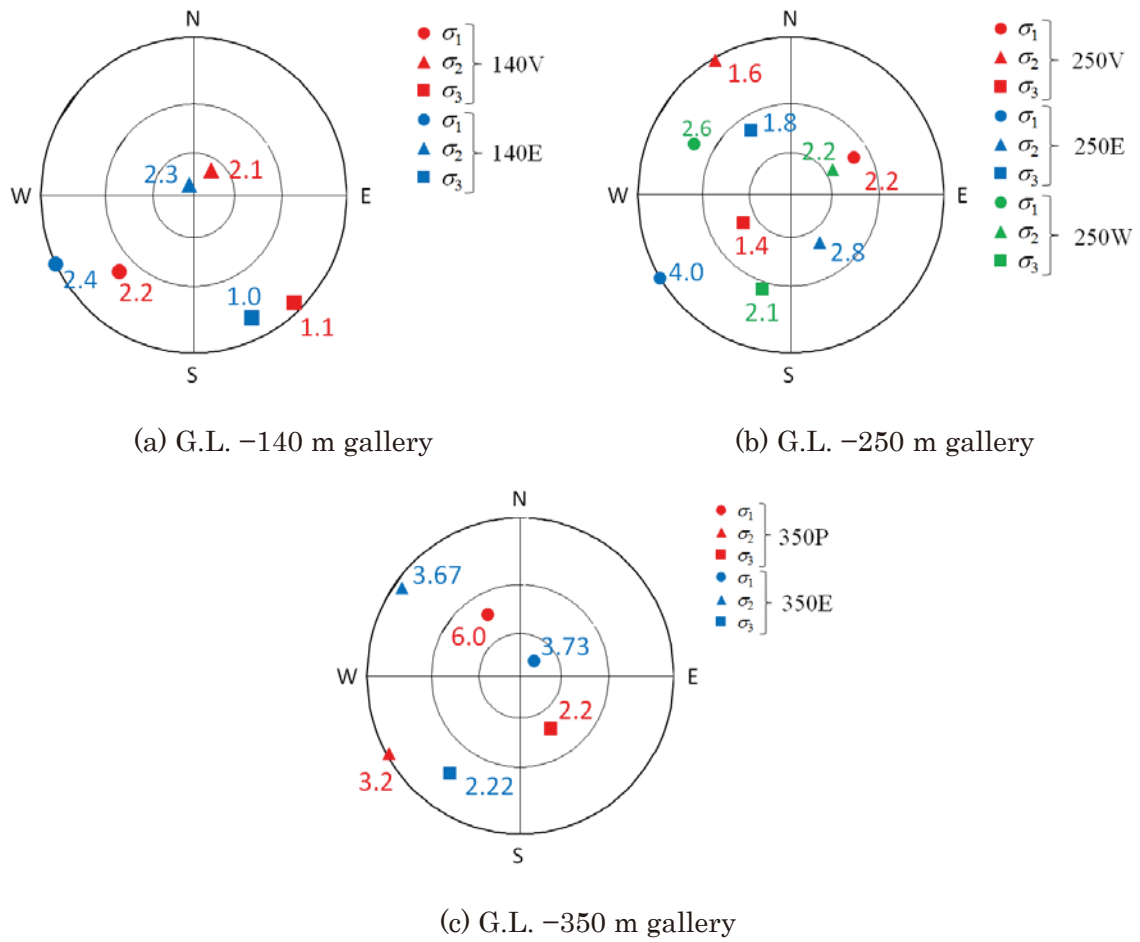 N
W
E
S
2.3
2.1
2.4
2.2
1.0
1.1
σ1
σ2
σ3
140V
σ1
σ2
σ3
140E
(a) G.L. −140 m gallery
N
W
E
S
1.6
2.6
1.8
2.2
2.2
1.4
2.8
4.0
2.1
σ1
σ2
σ3
250V
σ1
σ2
σ3
250E
σ1
σ2
σ3
250W
(b) G.L. −250 m gallery
N
W
E
S
3.67
6.0
3.73
2.2
3.2
2.22
σ1
σ2
σ3
350P
σ1
σ2
σ3
350E
(c) G.L. −350 m gallery